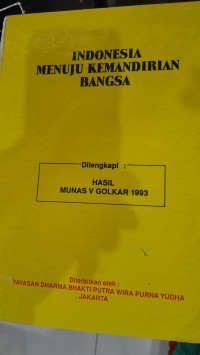 INDONESIA
MENUJU KEMANDIRIAN
BANGSA
Dilengkapi :
HASIL
MUNAS V GOLKAR 1993
Diterbitkan oleh :
YAYASAN DHARMA BHAKTI PUTRA WIRA PURNA YUDHA
JAKARTA